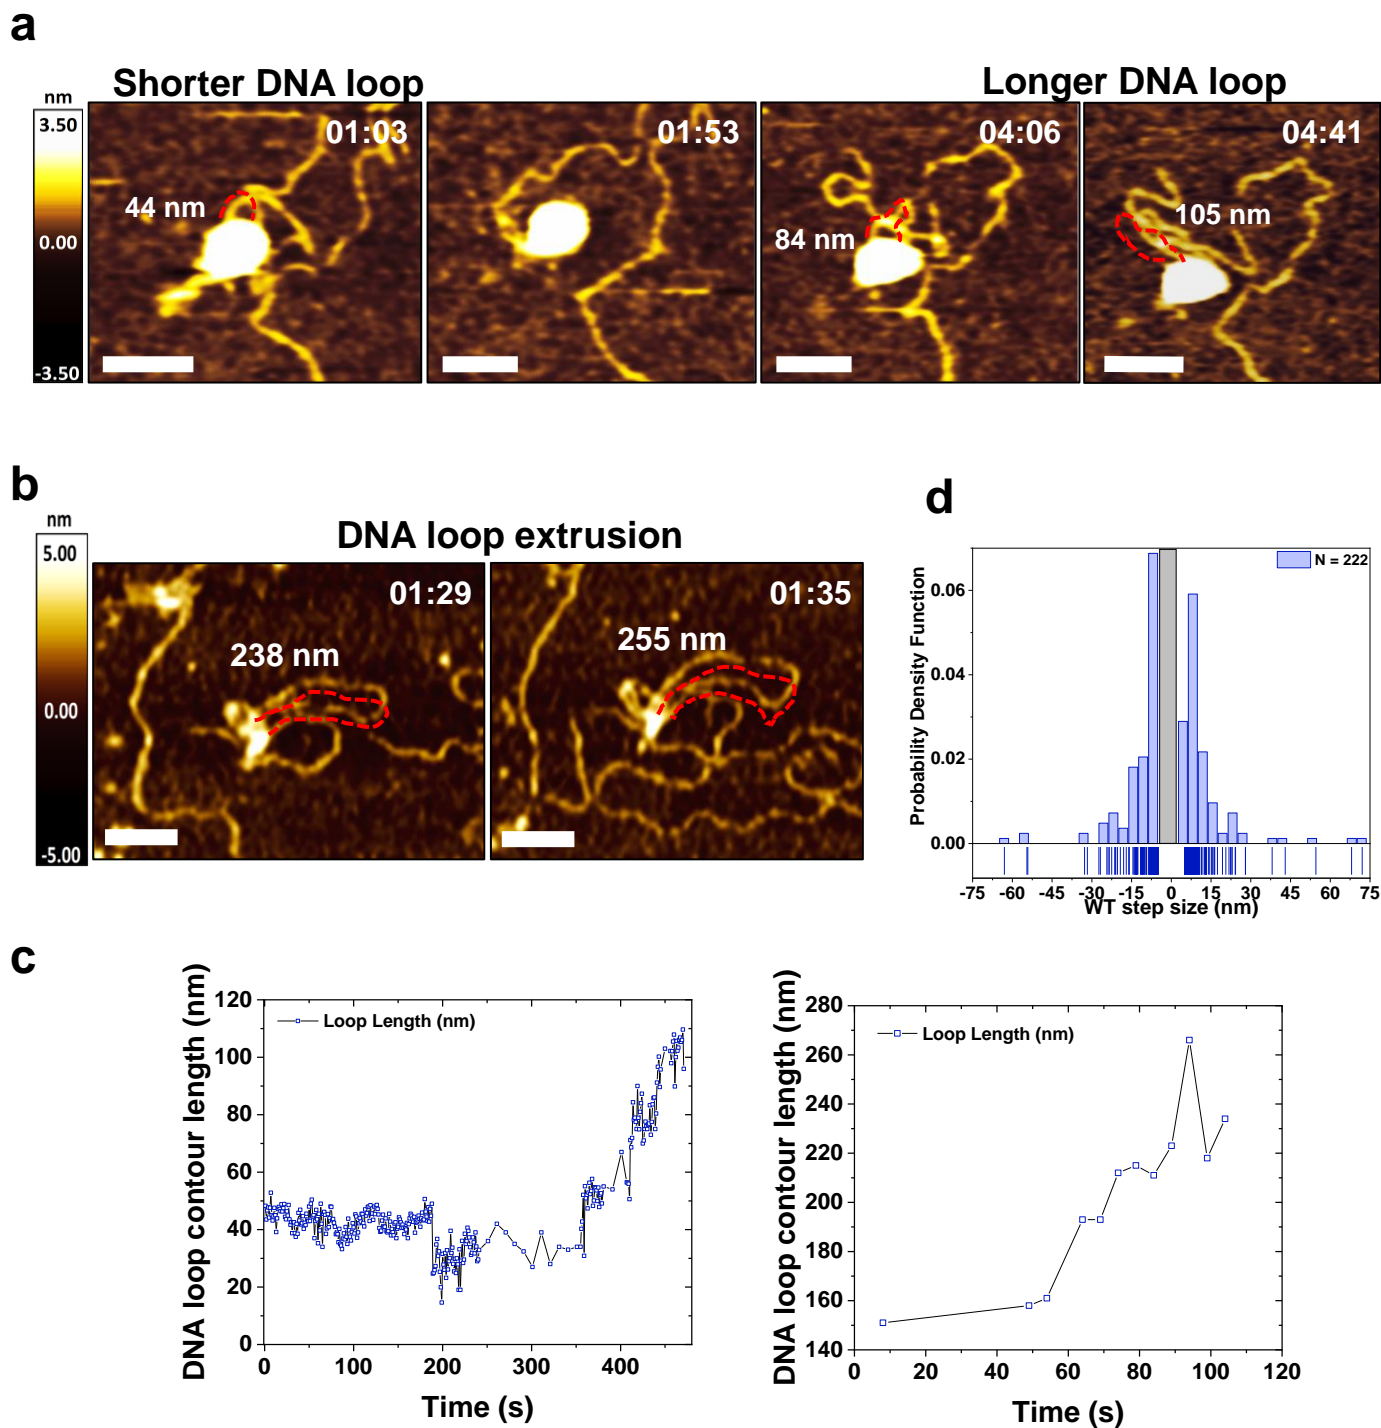 a
Shorter DNA loop
Longer DNA loop
nm
3.50
0.00
-3.50
01:03
44 nm
01:53
04:06
84 nm
04:41
105 nm
b
DNA loop extrusion
nm
5.00
0.00
-5.00
01:29
238 nm
01:35
255 nm
d
N = 222
Probability Density Function
0.06
0.04
0.02
0.00
-75 -60 -45 -30 -15 0 15 30 45 60 75
WT step size (nm)
c
DNA loop contour length (nm)
Loop Length (nm)
120
100
80
60
40
20
0
0 100 200 300 400
Time (s)
DNA loop contour length (nm)
Loop Length (nm)
280
260
240
220
200
180
160
140
0 20 40 60 80 100 120
Time (s)